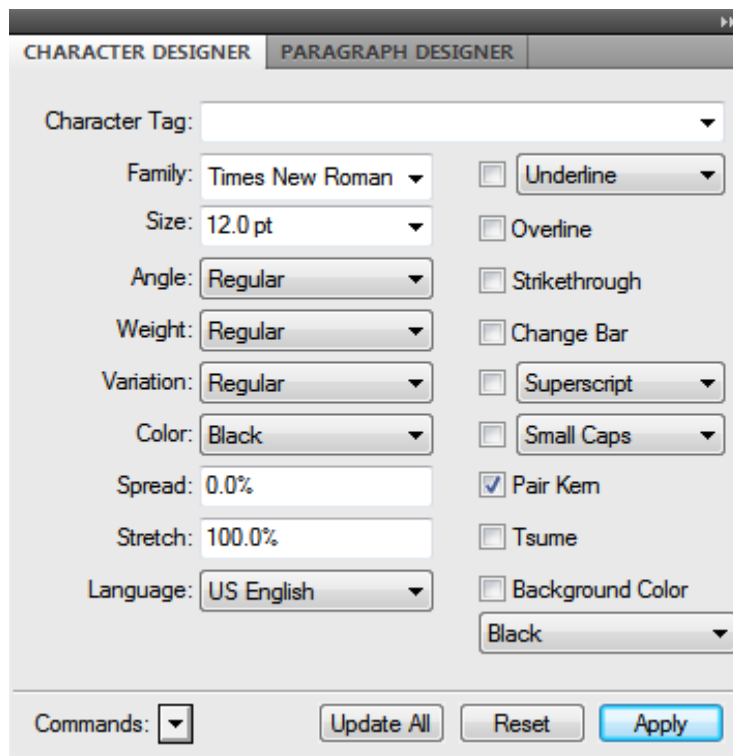 CHARACTER DESIGNER PARAGRAPH DESIGNER
Character Tag:
Family: Times New Roman Underline
Size: 12.0 pt Overline
Angle: Regular Strikethrough
Weight: Regular Change Bar
Variation: Regular Superscript
Color: Black Small Caps
Spread: 0.0% Pair Kern
Stretch: 100.0% Tsume
Language: US English Background Color
Black
Commands: Update All Reset Apply